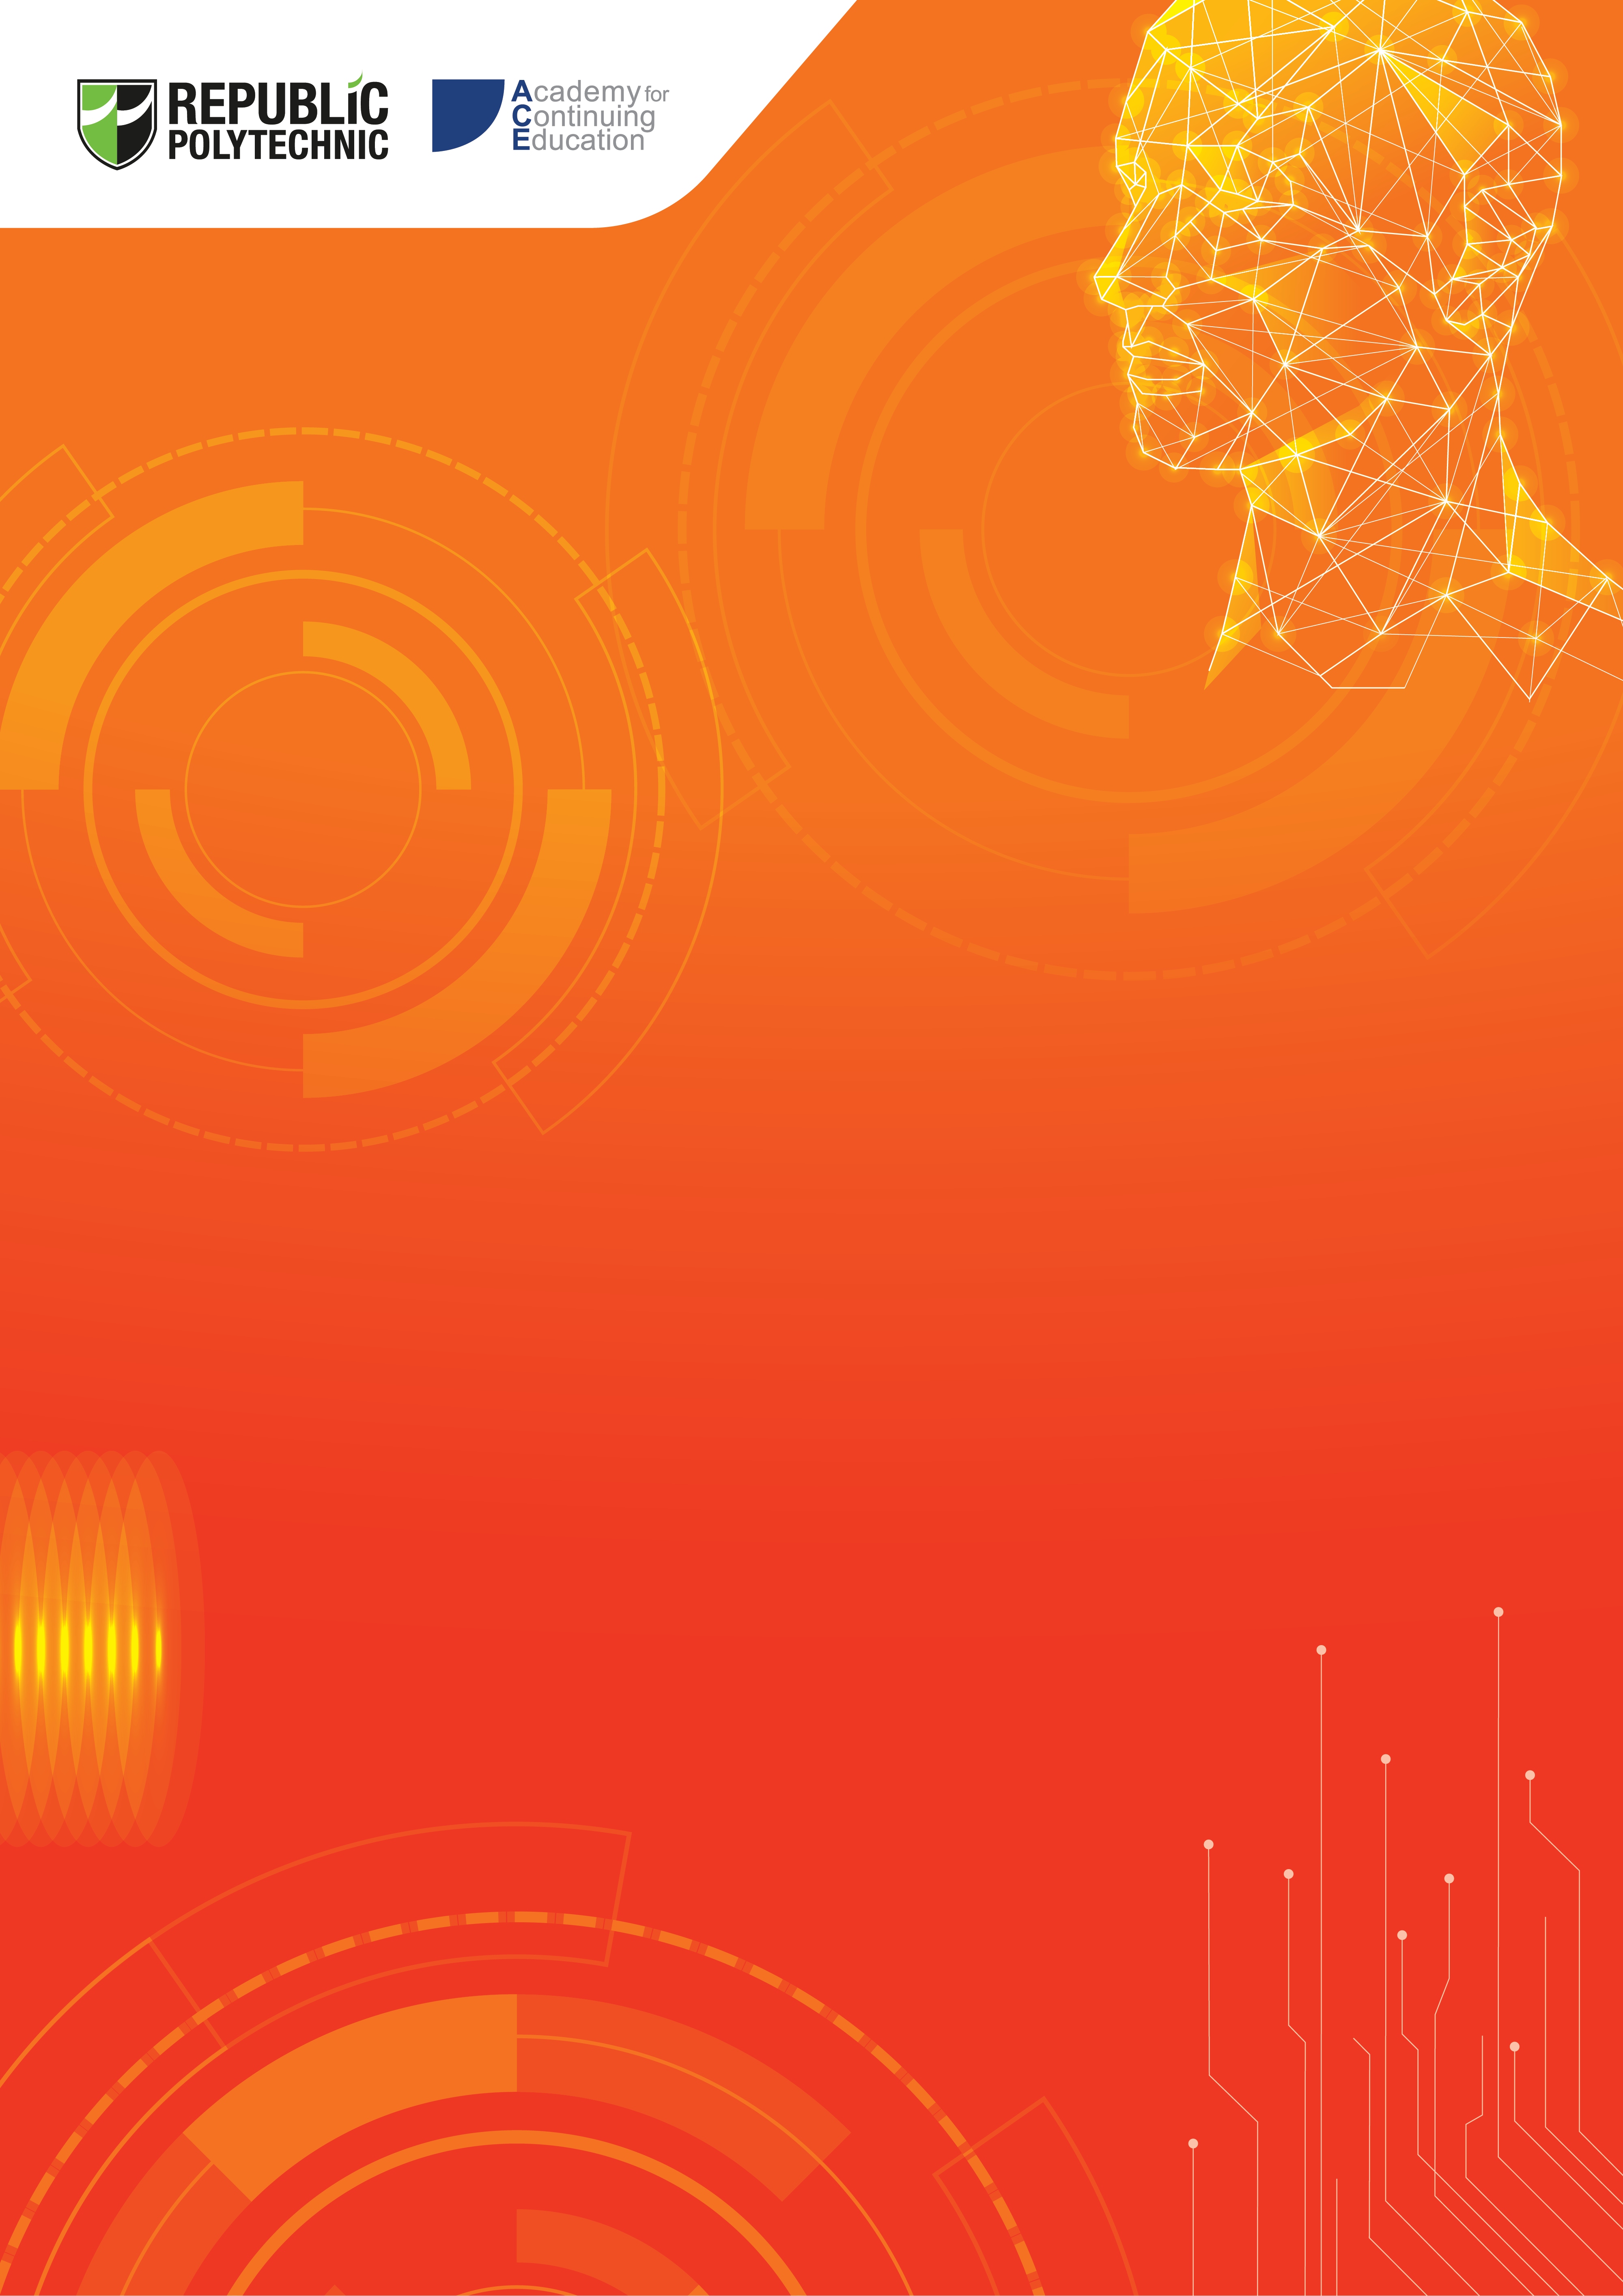 REPUBLiC
POLYTECHNIC
Academy for
Continuing
Education